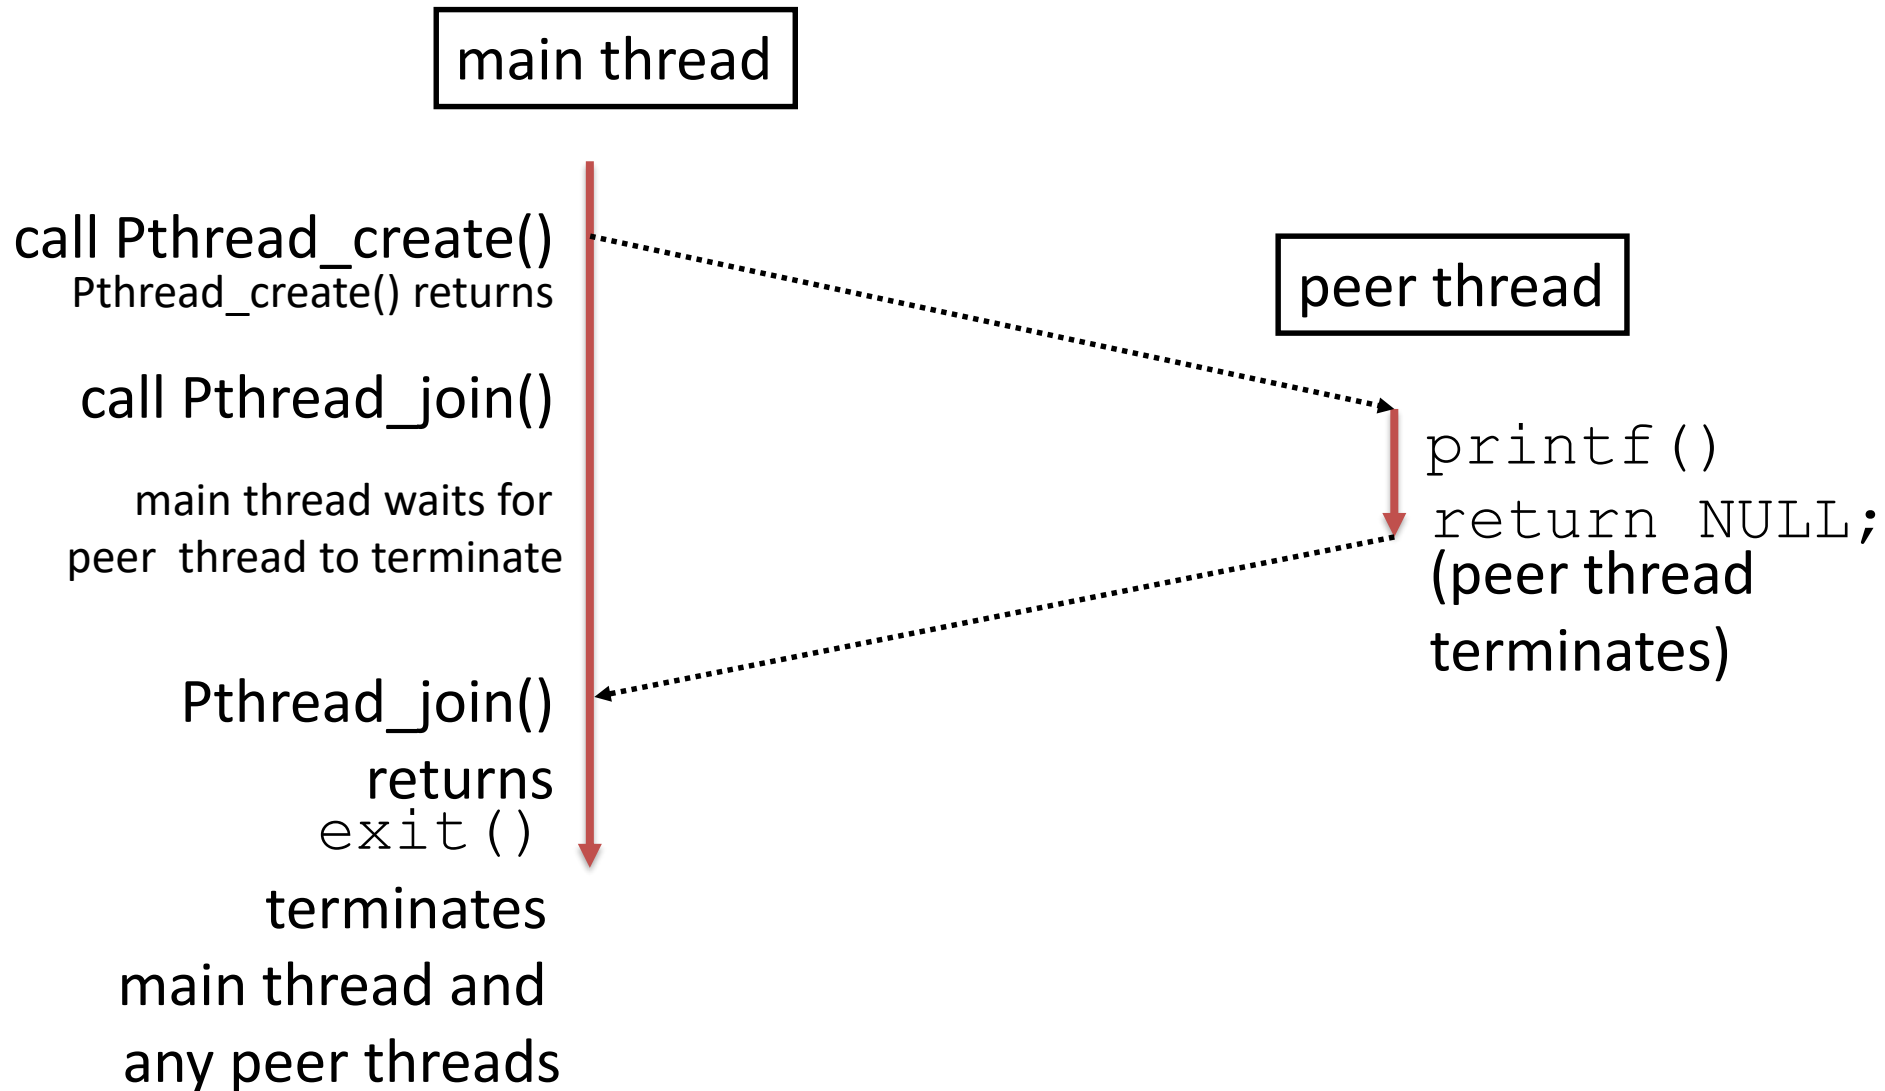 main thread
call Pthread_create()
Pthread_create() returns
call Pthread_join()
main thread waits for
peer thread to terminate
Pthread_join()
returns
exit()
terminates
main thread and
any peer threads
peer thread
printf()
return NULL;
(peer thread
terminates)